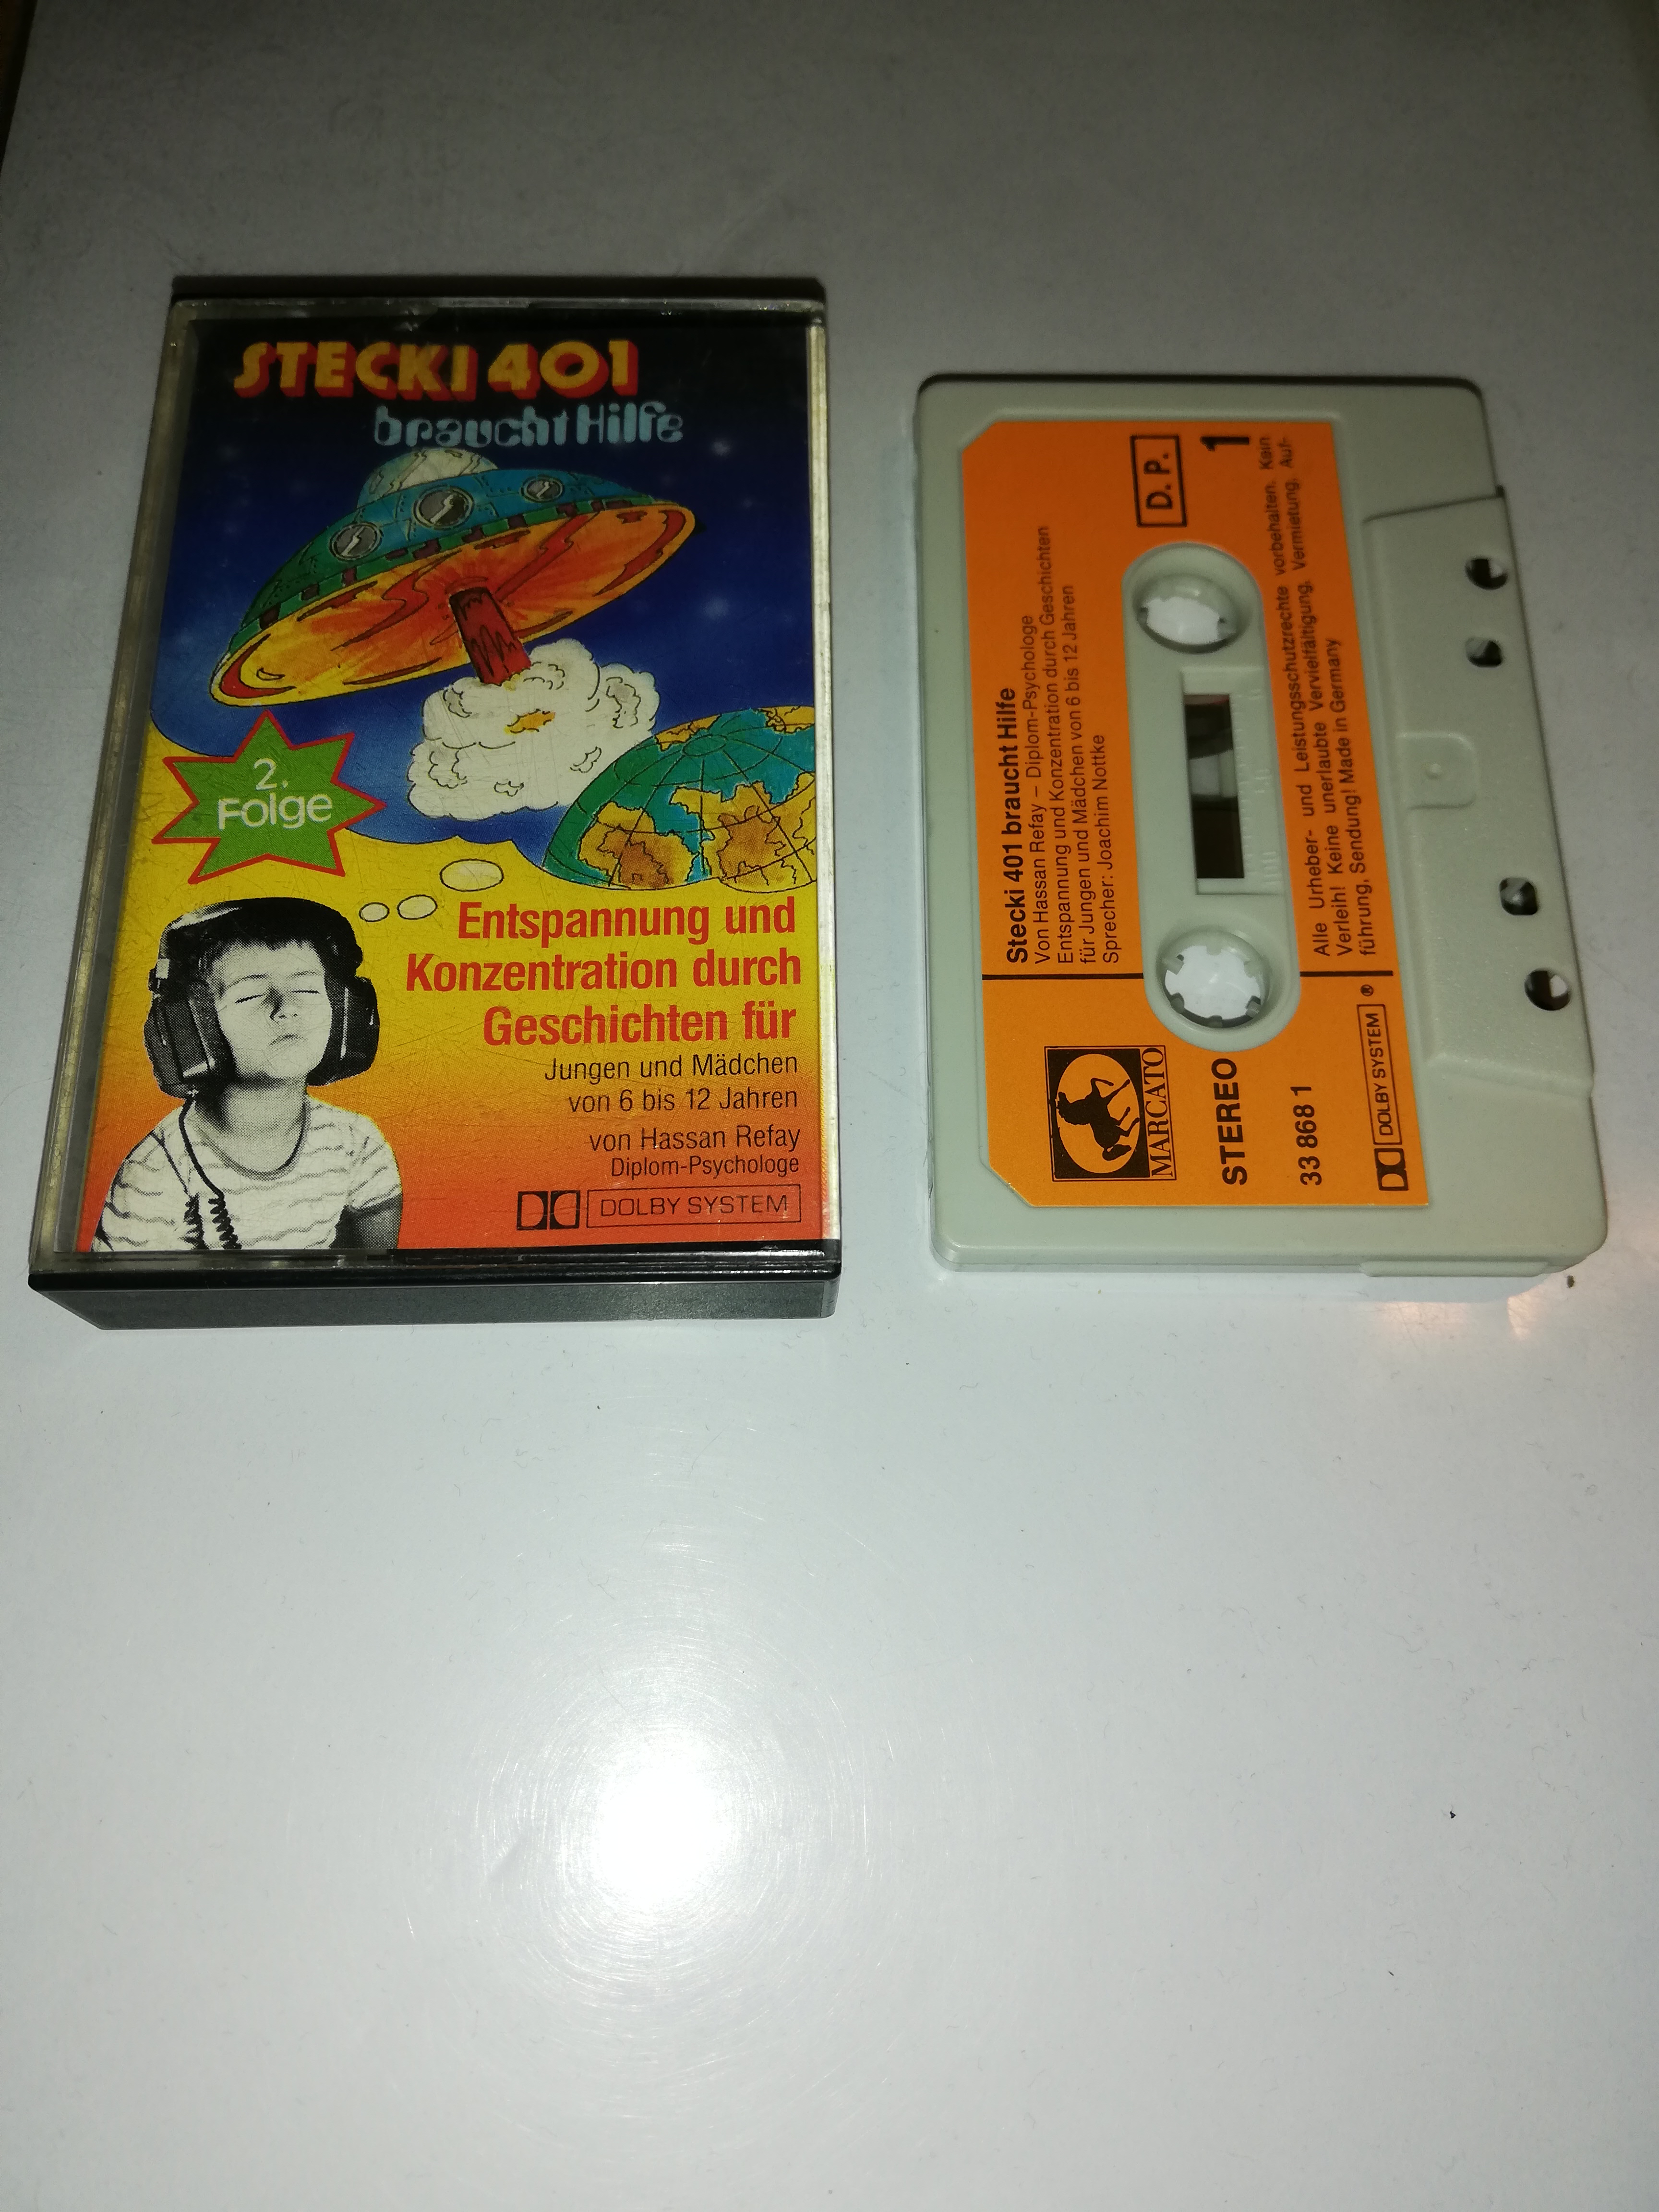 STECKI 401
braucht Hilfe
2.
Folge
Entspannung und
Konzentration durch
Geschichten für
Jungen und Mädchen
von 6 bis 12 Jahren
von Hassan Refay
Diplom-Psychologe
DOLBY SYSTEM
Stecki 401 braucht Hilfe
Von Hassan Refay – Diplom-Psychologe
Entspannung und Konzentration durch Geschichten
für Jungen und Mädchen von 6 bis 12 Jahren
Sprecher: Joachim Nottke
D. P.
1
MARCATO
STEREO
33 868 1
Alle Urheber- und Leistungsschutzrechte vorbehalten. Kein
Verleih! Keine unerlaubte Vervielfältigung, Vermietung, Auf-
führung, Sendung! Made in Germany
DOLBY SYSTEM ®